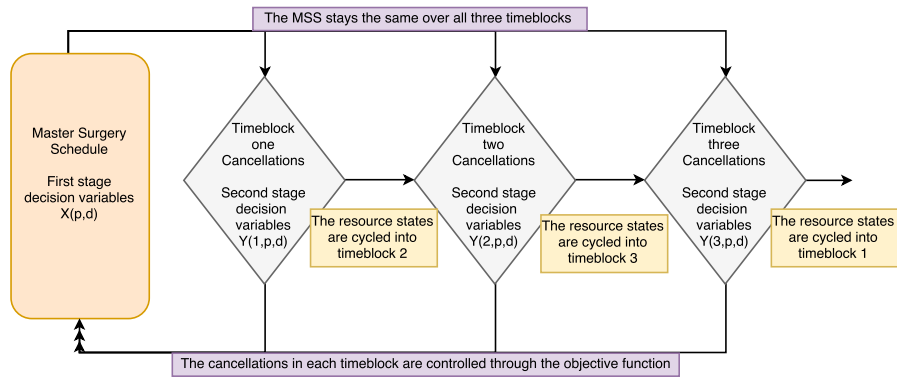 The MSS stays the same over all three timeblocks
Master Surgery
Schedule
First stage
decision variables
X(p,d)
Timeblock
one
Cancellations
Second stage
decision
variables
Y(1,p,d)
The resource states
are cycled into
timeblock 2
Timeblock
two
Cancellations
Second stage
decision
variables
Y(2,p,d)
The resource states
are cycled into
timeblock 3
Timeblock
three
Cancellations
Second stage
decision
variables
Y(3,p,d)
The resource states
are cycled into
timeblock 1
The cancellations in each timeblock are controlled through the objective function